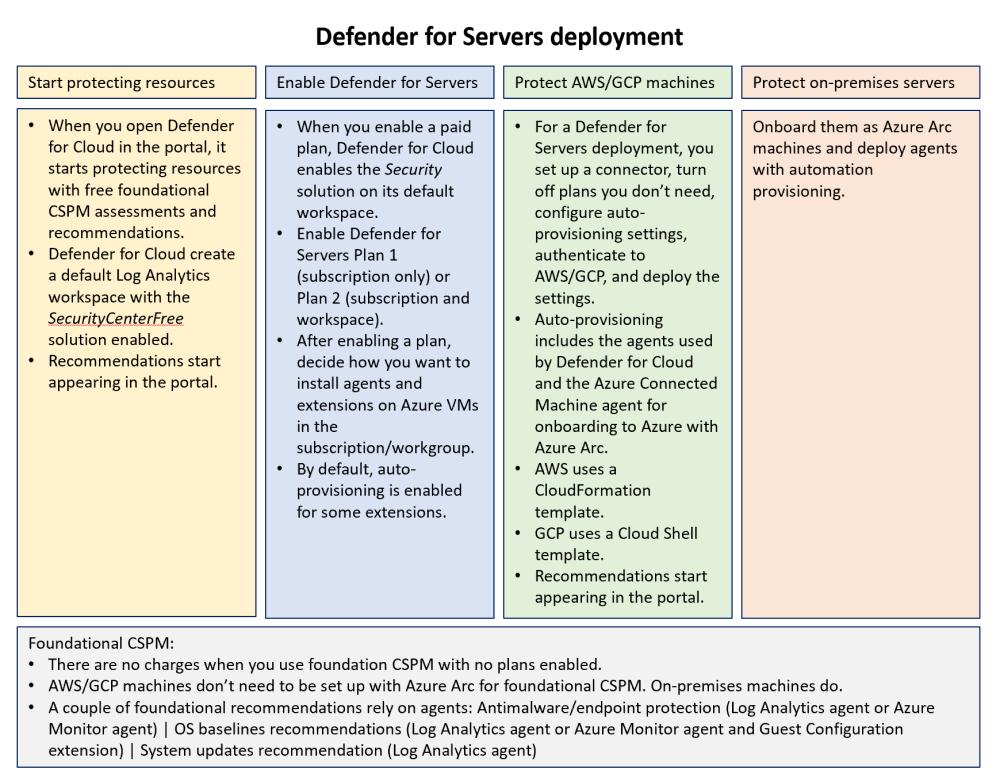 Defender for Servers deployment
Start protecting resources
• When you open Defender
for Cloud in the portal, it
starts protecting resources
with free foundational
CSPM assessments and
recommendations.
• Defender for Cloud create
a default Log Analytics
workspace with the
SecurityCenterFree
solution enabled.
• Recommendations start
appearing in the portal.
Enable Defender for Servers
• When you enable a paid
plan, Defender for Cloud
enables the Security
solution on its default
workspace.
• Enable Defender for
Servers Plan 1
(subscription only) or
Plan 2 (subscription and
workspace).
• After enabling a plan,
decide how you want to
install agents and
extensions on Azure VMs
in the
subscription/workgroup.
• By default, auto-
provisioning is enabled
for some extensions.
Protect AWS/GCP machines
• For a Defender for
Servers deployment, you
set up a connector, turn
off plans you don’t need,
configure auto-
provisioning settings,
authenticate to
AWS/GCP, and deploy the
settings.
• Auto-provisioning
includes the agents used
by Defender for Cloud
and the Azure Connected
Machine agent for
onboarding to Azure with
Azure Arc.
• AWS uses a
CloudFormation
template.
• GCP uses a Cloud Shell
template.
• Recommendations start
appearing in the portal.
Protect on-premises servers
Onboard them as Azure Arc
machines and deploy agents
with automation
provisioning.
Foundational CSPM:
• There are no charges when you use foundation CSPM with no plans enabled.
• AWS/GCP machines don’t need to be set up with Azure Arc for foundational CSPM. On-premises machines do.
• A couple of foundational recommendations rely on agents: Antimalware/endpoint protection (Log Analytics agent or Azure
Monitor agent) | OS baselines recommendations (Log Analytics agent or Azure Monitor agent and Guest Configuration
extension) | System updates recommendation (Log Analytics agent)